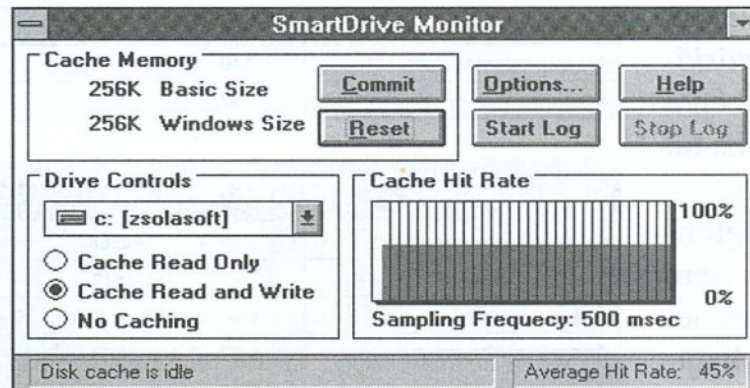 SmartDrive Monitor
Cache Memory
256K Basic Size
Commit
256K Windows Size
Reset
Options...
Help
Start Log
Stop Log
Drive Controls
c: [zsolasoft]
Cache Read Only
Cache Read and Write
No Caching
Cache Hit Rate
100%
0%
Sampling Frequecy: 500 msec
Disk cache is idle
Average Hit Rate: 45%